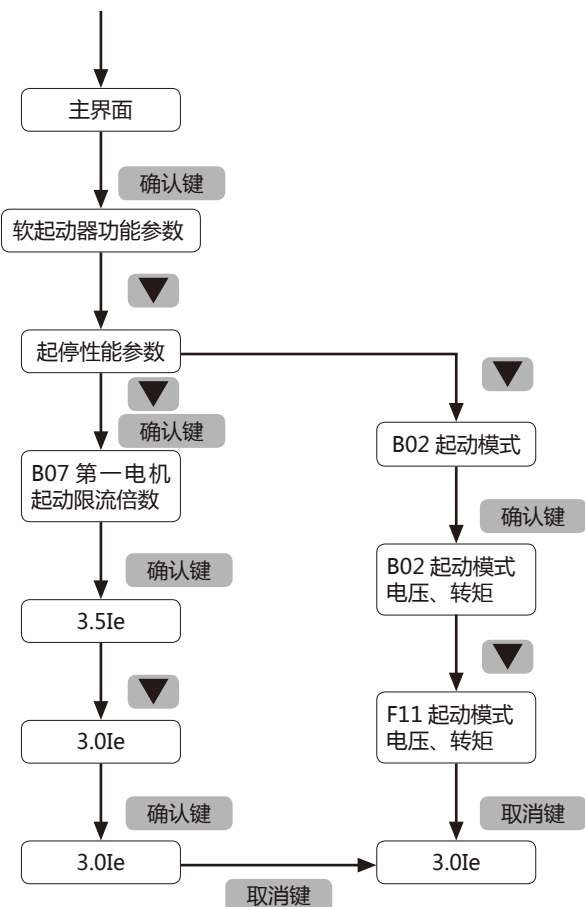 主界面
确认键
软起动器功能参数
起停性能参数
确认键
B07 第一电机
起动限流倍数
确认键
3.5Ie
3.0Ie
确认键
3.0Ie
取消键
B02 起动模式
确认键
B02 起动模式
电压、转矩
F11 起动模式
电压、转矩
取消键
3.0Ie